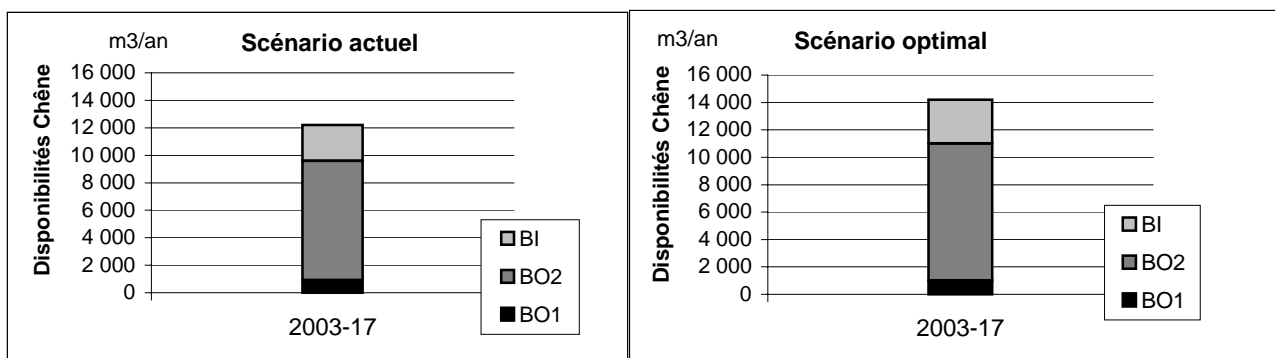 m3/an
Scénario actuel
Disponibilités Chêne
16 000
14 000
12 000
10 000
8 000
6 000
4 000
2 000
0
2003-17
BI
BO2
BO1
m3/an
Scénario optimal
Disponibilités Chêne
16 000
14 000
12 000
10 000
8 000
6 000
4 000
2 000
0
2003-17
BI
BO2
BO1